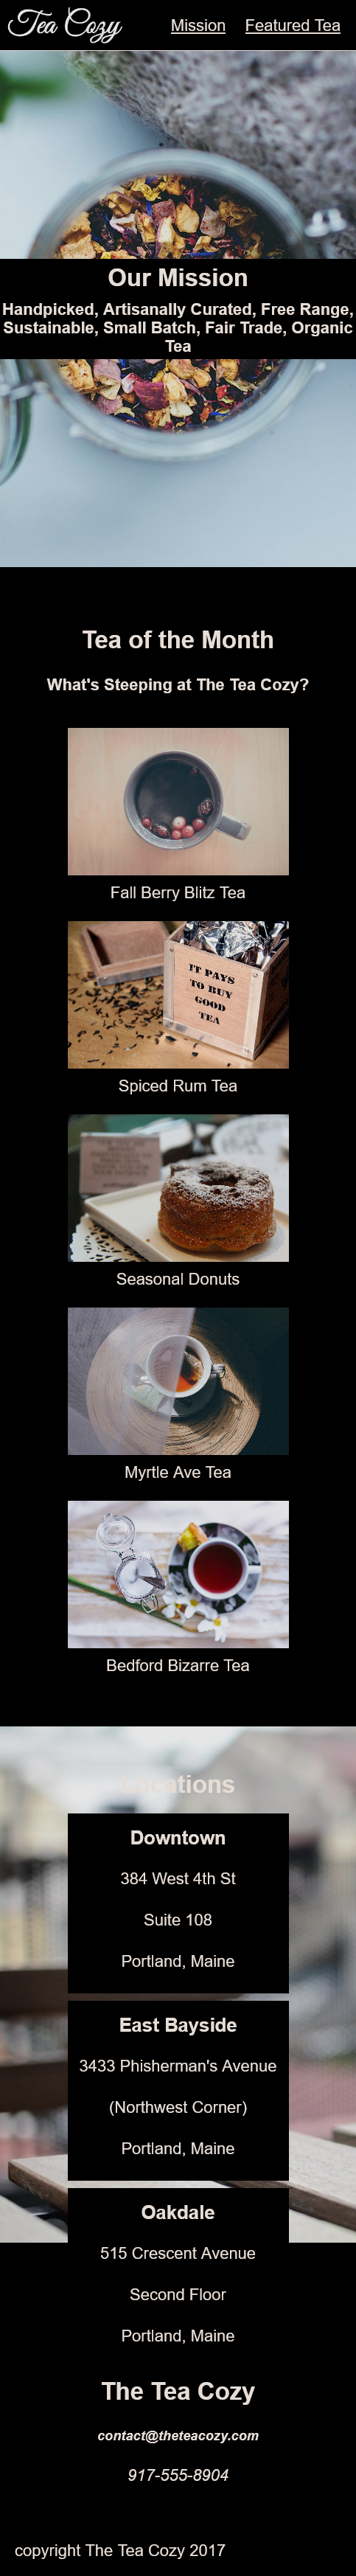 Tea Cozy
Mission Featured Tea
Our Mission
Handpicked, Artisanally Curated, Free Range,
Sustainable, Small Batch, Fair Trade, Organic
Tea
Tea of the Month
What's Steeping at The Tea Cozy?
Fall Berry Blitz Tea
IT PAYS
TO BUY
GOOD
TEA
Spiced Rum Tea
Seasonal Donuts
Myrtle Ave Tea
Bedford Bizarre Tea
Locations
Downtown
384 West 4th St
Suite 108
Portland, Maine
East Bayside
3433 Phisherman's Avenue
(Northwest Corner)
Portland, Maine
Oakdale
515 Crescent Avenue
Second Floor
Portland, Maine
The Tea Cozy
contact@theteacozy.com
917-555-8904
copyright The Tea Cozy 2017